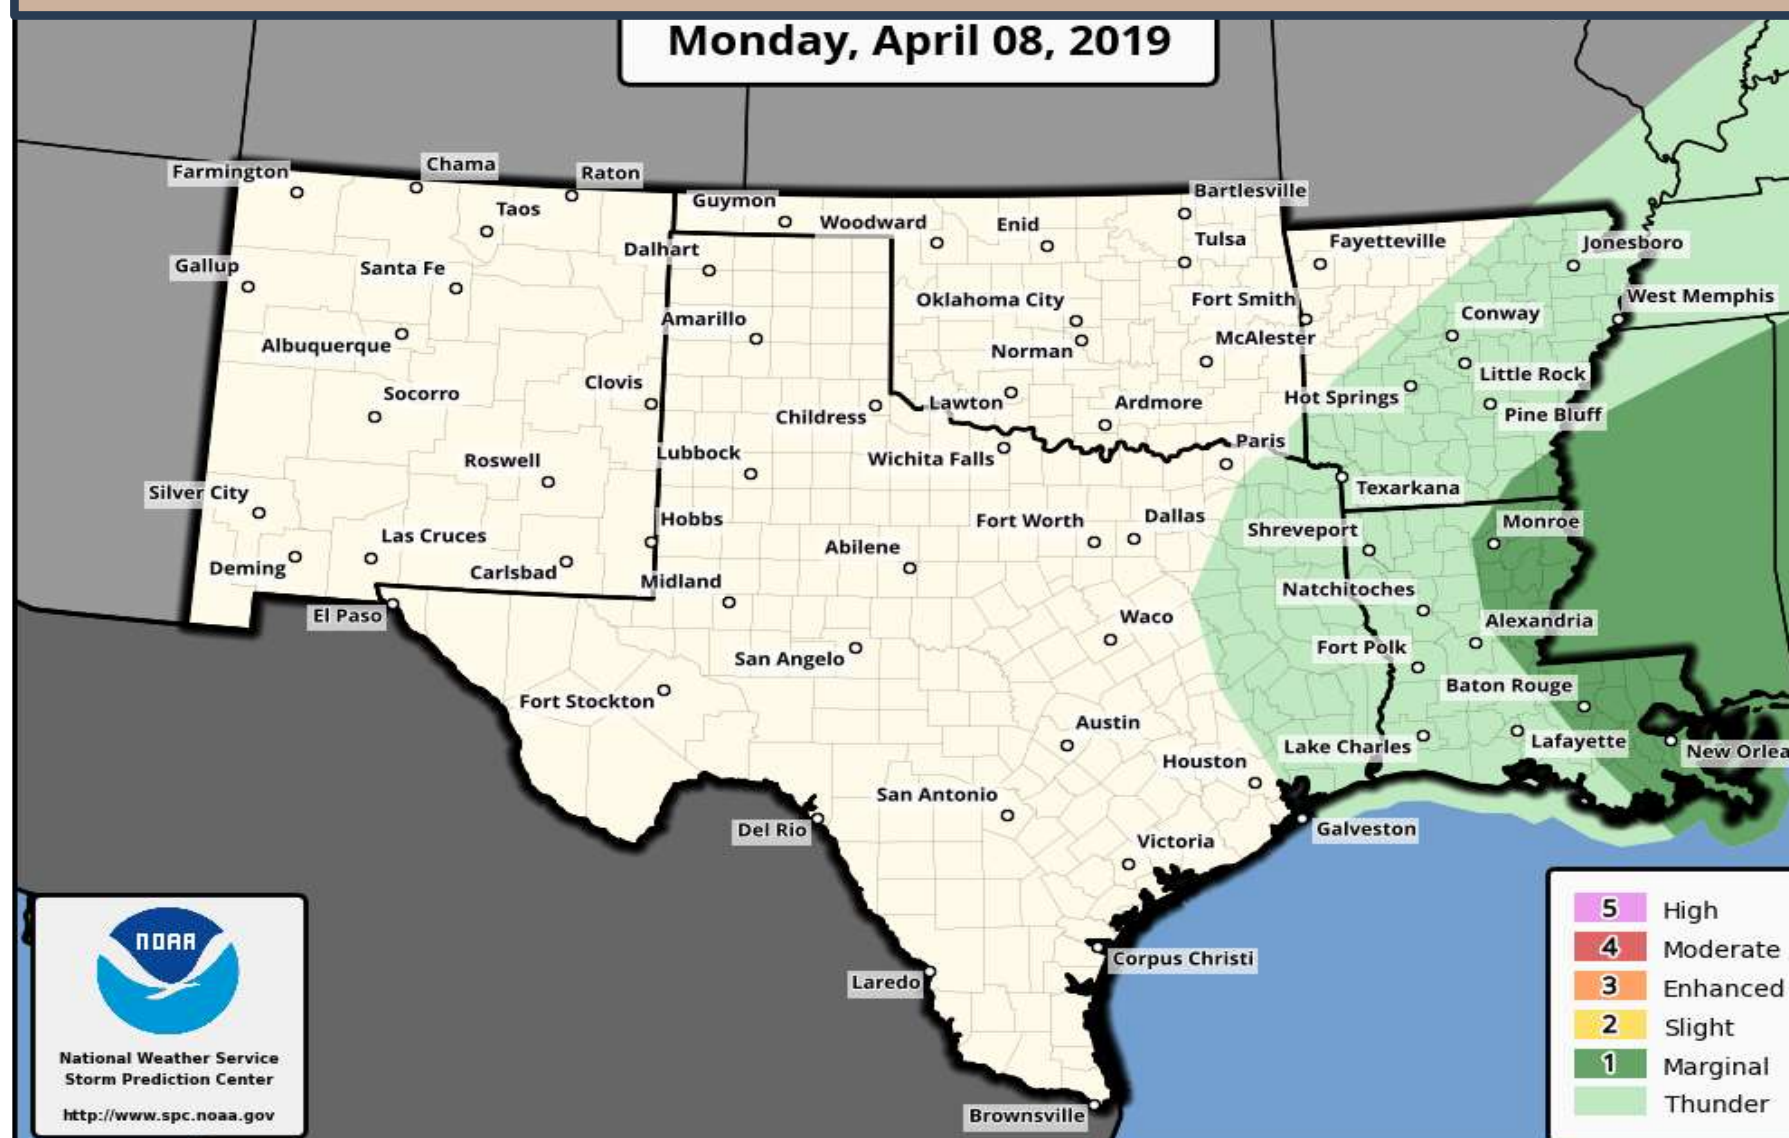 Monday, April 08, 2019
Farmington
Chama
Raton
Taos
Guymon
Woodward
Enid
Bartlesville
Tulsa
Fayetteville
Jonesboro
Gallup
Santa Fe
Dalhart
Oklahoma City
Fort Smith
Conway
West Memphis
Albuquerque
Amarillo
Norman
McAlester
Little Rock
Socorro
Clovis
Childress
Lawton
Ardmore
Hot Springs
Pine Bluff
Roswell
Lubbock
Wichita Falls
Paris
Texarkana
Silver City
Hobbs
Fort Worth
Dallas
Shreveport
Monroe
Las Cruces
Deming
Carlsbad
Abilene
Midland
Natchitoches
El Paso
Waco
Alexandria
San Angelo
Fort Polk
Fort Stockton
Baton Rouge
Austin
Lake Charles
Lafayette
New Orlea
Houston
San Antonio
Del Rio
Galveston
Victoria
Corpus Christi
Laredo
Brownsville
NOAA
National Weather Service
Storm Prediction Center
http://www.spc.noaa.gov
5 High
4 Moderate
3 Enhanced
2 Slight
1 Marginal
Thunder